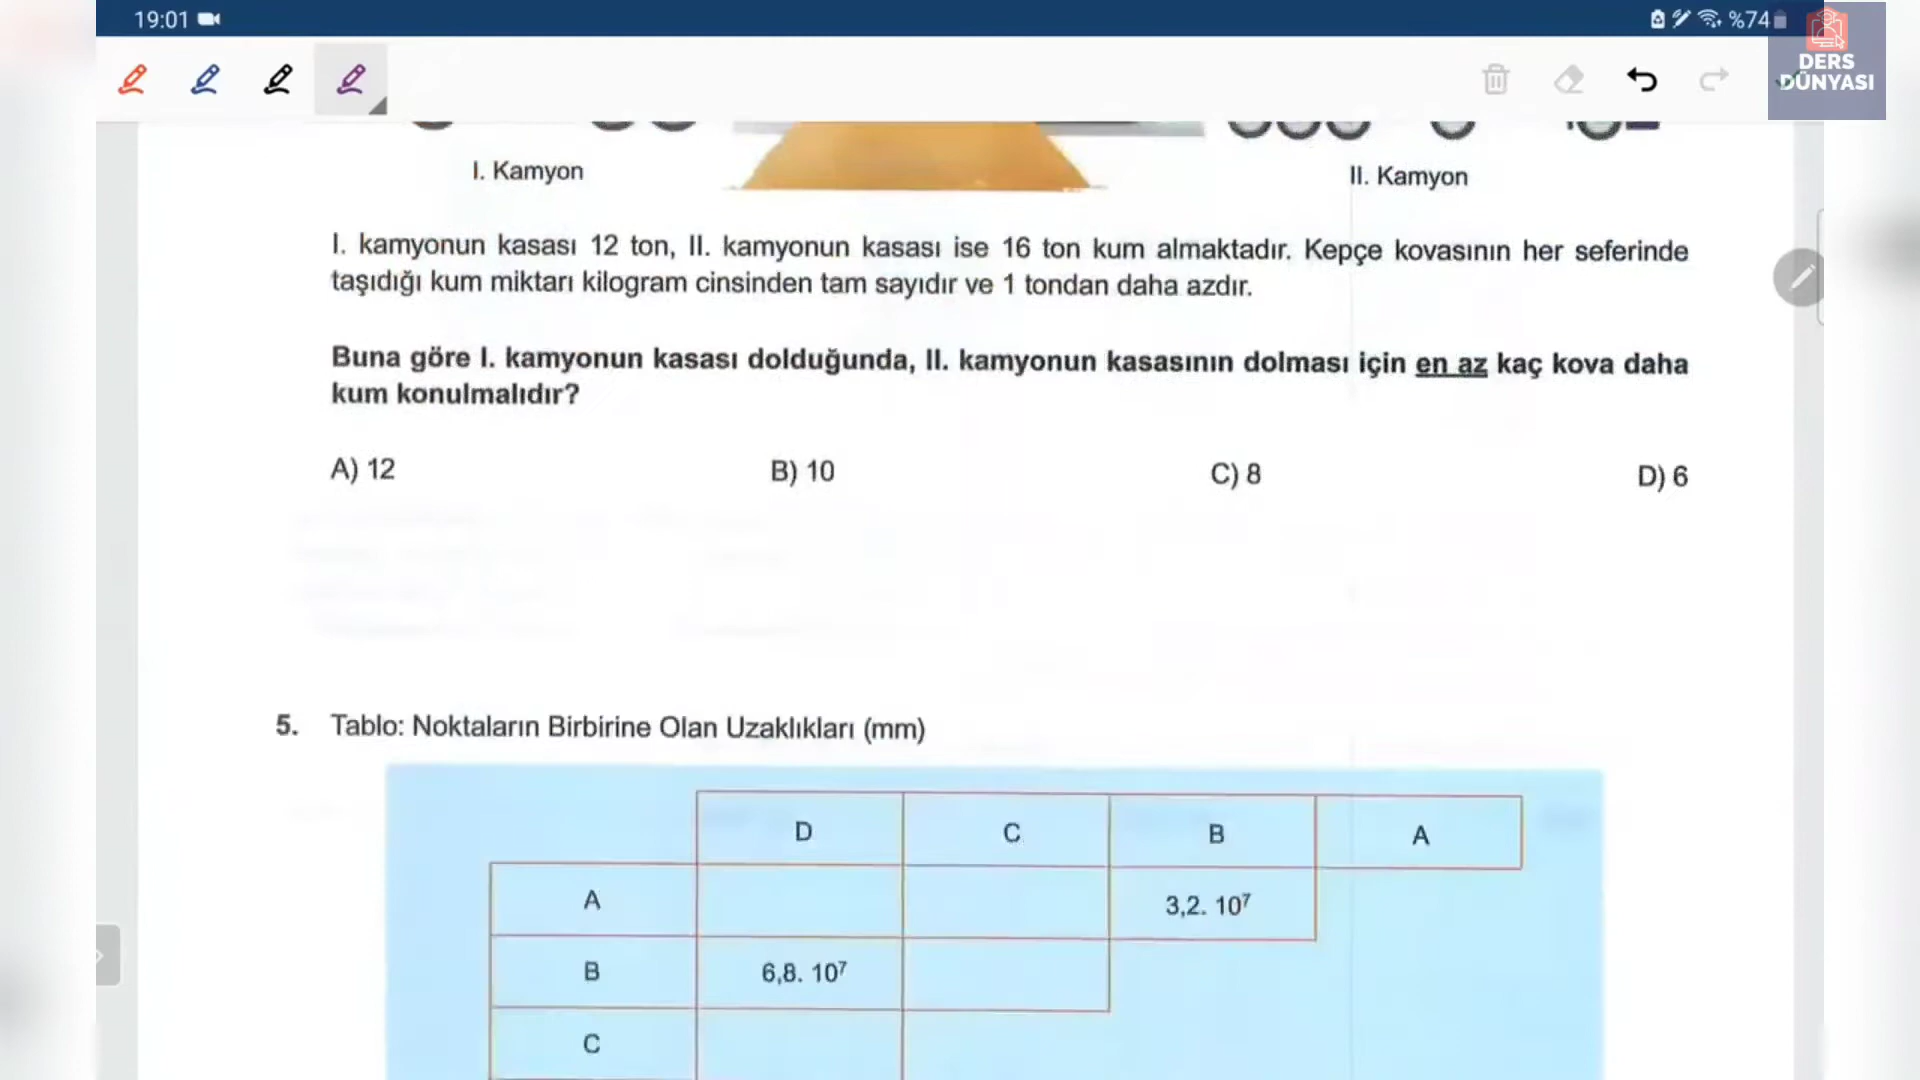 19:01
%74
DERS
DÜNYASI
I. Kamyon
II. Kamyon
I. kamyonun kasası 12 ton, II. kamyonun kasası ise 16 ton kum almaktadır. Kepçe kovasının her seferinde
taşıdığı kum miktarı kilogram cinsinden tam sayıdır ve 1 tondan daha azdır.
Buna göre I. kamyonun kasası dolduğunda, II. kamyonun kasasının dolması için en az kaç kova daha
kum konulmalıdır?
A) 12
B) 10
C) 8
D) 6
5. Tablo: Noktaların Birbirine Olan Uzaklıkları (mm)
D C B A
A 3,2. 10⁷
B 6,8. 10⁷
C